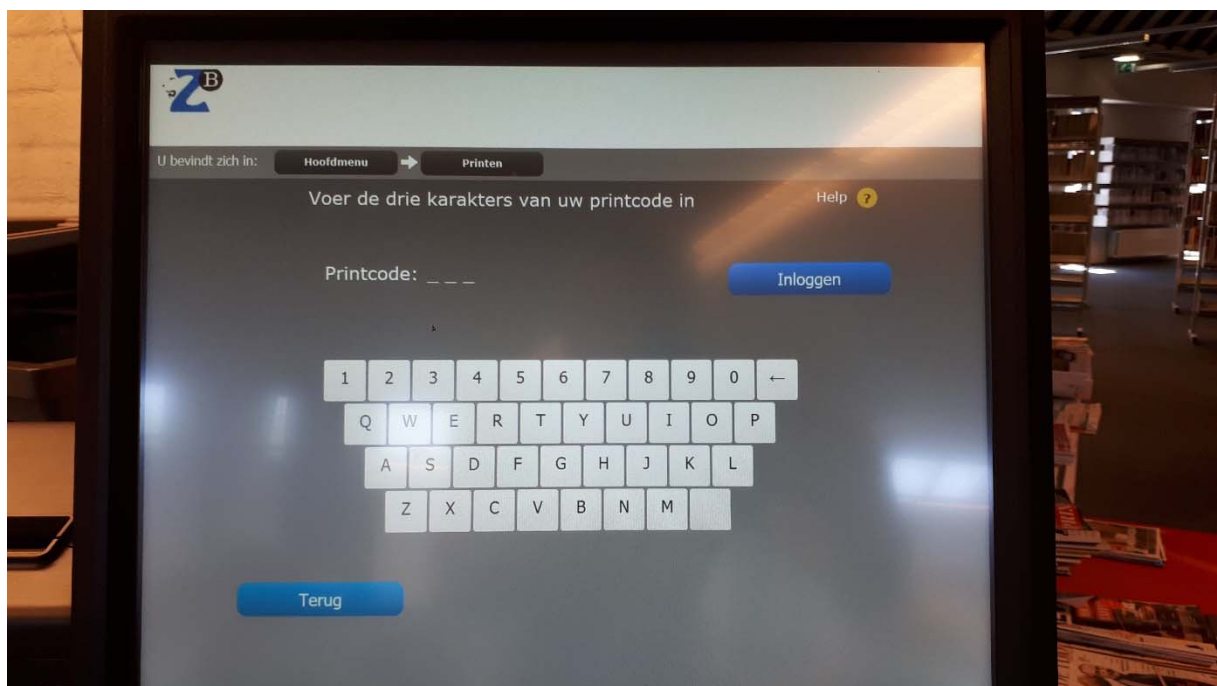 ZB
U bevindt zich in: Hoofdmenu → Printen
Voer de drie karakters van uw printcode in
Help ?
Printcode: _ _ _
Inloggen
1 2 3 4 5 6 7 8 9 0 ←
Q W E R T Y U I O P
A S D F G H J K L
Z X C V B N M
Terug